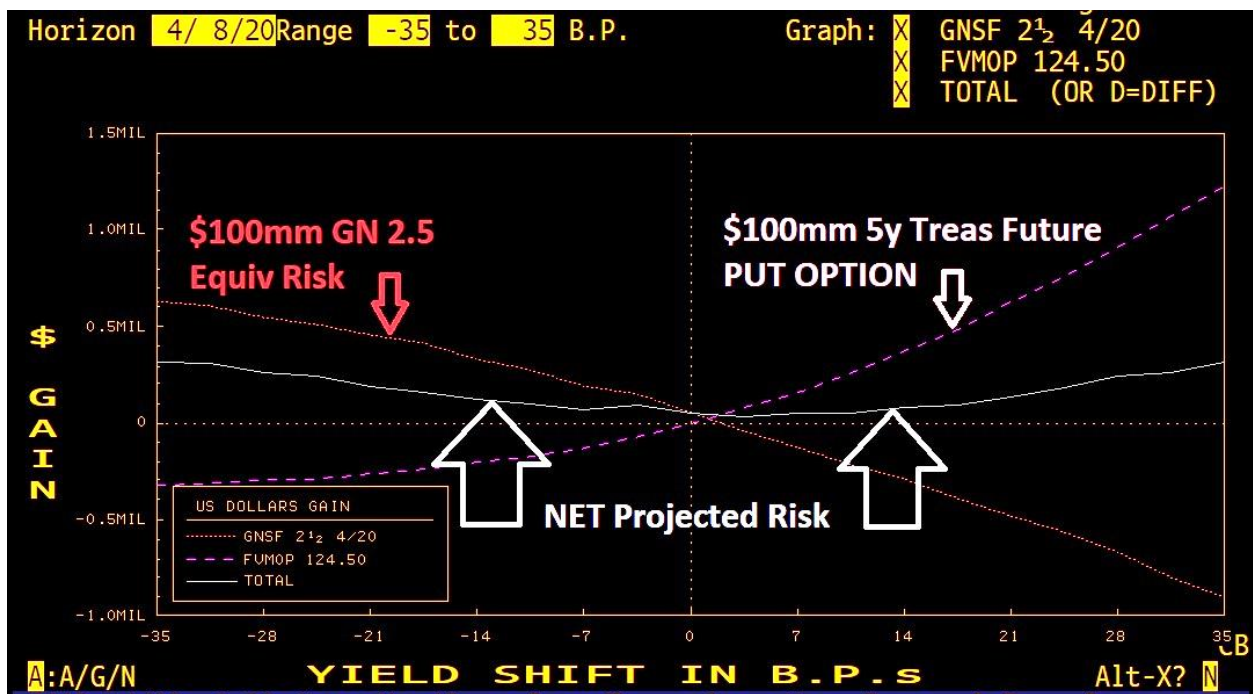 Horizon 4/ 8/20 Range -35 to 35 B.P. Graph: X GNSF 2½ 4/20
X FVMOP 124.50
X TOTAL (OR D=DIFF)
1.5MIL
1.0MIL
0.5MIL
0
-0.5MIL
-1.0MIL
$ GAIN
$100mm GN 2.5
Equiv Risk
$100mm 5y Treas Future
PUT OPTION
NET Projected Risk
US DOLLARS GAIN
GNSF 2½ 4/20
FVMOP 124.50
TOTAL
-35 -28 -21 -14 -7 0 7 14 21 28 35
A:A/G/N YIELD SHIFT IN B.P.s Alt-X? N